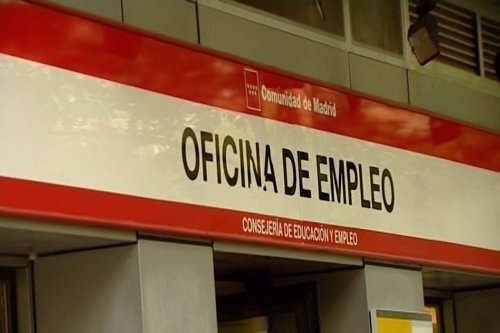 Comunidad de Madrid
OFICINA DE EMPLEO
CONSEJERÍA DE EDUCACIÓN Y EMPLEO